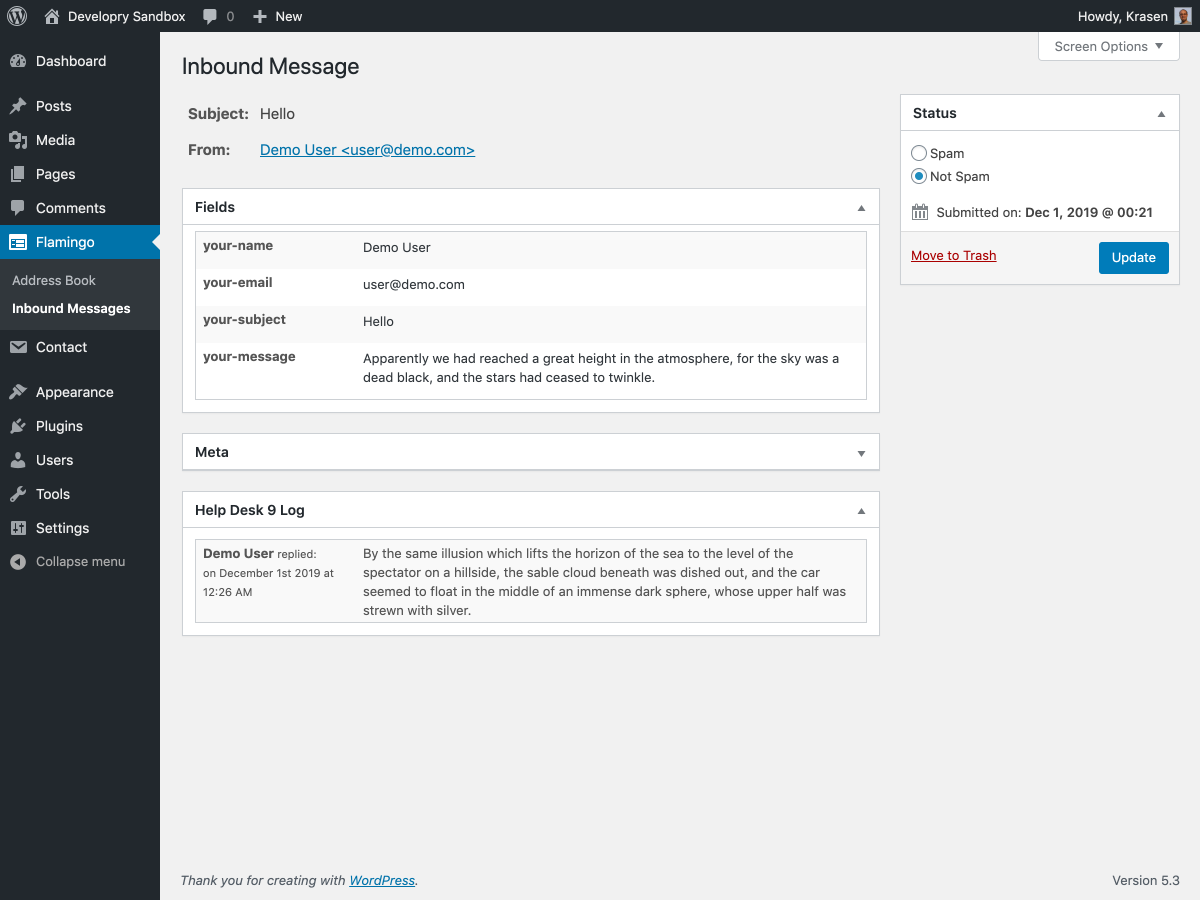 Developry Sandbox 0 New Howdy, Krasen
Screen Options
Dashboard
Posts
Media
Pages
Comments
Flamingo
Address Book
Inbound Messages
Contact
Appearance
Plugins
Users
Tools
Settings
Collapse menu
Inbound Message
Subject: Hello
From: Demo User <user@demo.com>
Fields
your-name Demo User
your-email user@demo.com
your-subject Hello
your-message Apparently we had reached a great height in the atmosphere, for the sky was a
dead black, and the stars had ceased to twinkle.
Meta
Help Desk 9 Log
Demo User replied:
on December 1st 2019 at
12:26 AM
By the same illusion which lifts the horizon of the sea to the level of the
spectator on a hillside, the sable cloud beneath was dished out, and the car
seemed to float in the middle of an immense dark sphere, whose upper half was
strewn with silver.
Status
Spam
Not Spam
Submitted on: Dec 1, 2019 @ 00:21
Move to Trash Update
Thank you for creating with WordPress. Version 5.3